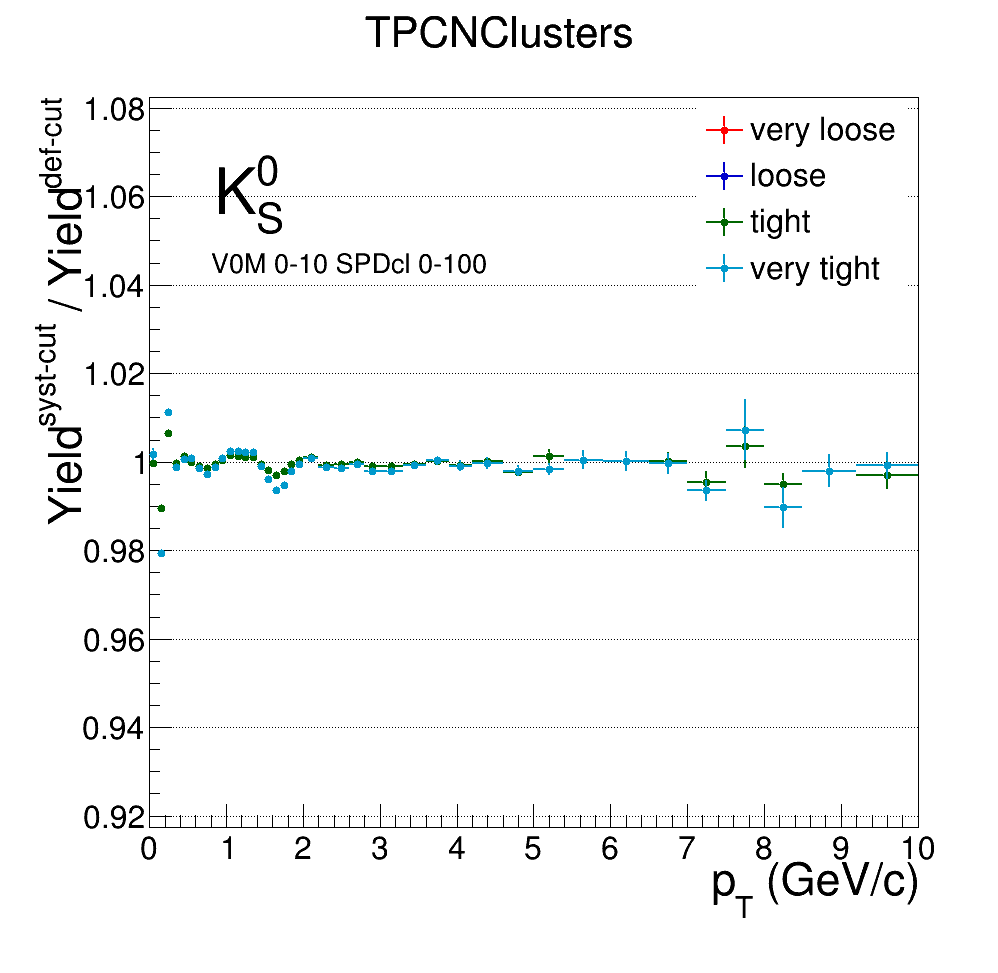 TPCNClusters
Yield^syst-cut / Yield^def-cut
1.08
1.06
1.04
1.02
1
0.98
0.96
0.94
0.92
K^0_S
V0M 0-10 SPDcl 0-100
very loose
loose
tight
very tight
0 1 2 3 4 5 6 7 8 9 10
p_T (GeV/c)